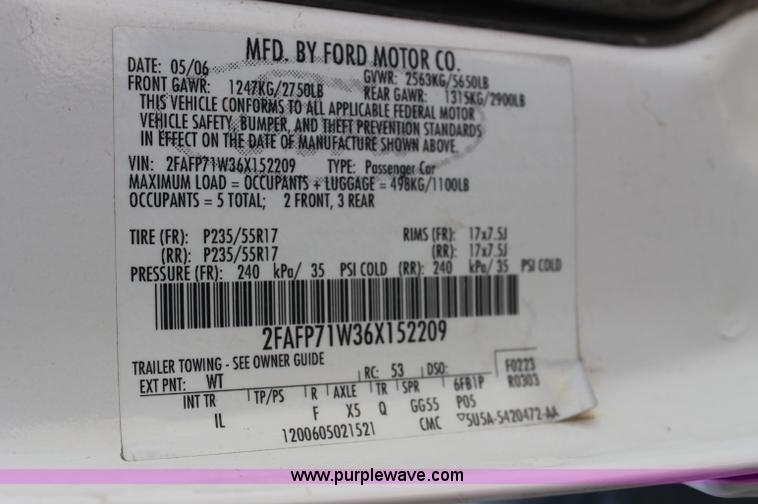 MFD. BY FORD MOTOR CO.
DATE: 05/06 GVWR: 2563KG/5650LB
FRONT GAWR: 1247KG/2750LB REAR GAWR: 1315KG/2900LB
THIS VEHICLE CONFORMS TO ALL APPLICABLE FEDERAL MOTOR
VEHICLE SAFETY, BUMPER, AND THEFT PREVENTION STANDARDS
IN EFFECT ON THE DATE OF MANUFACTURE SHOWN ABOVE.
VIN: 2FAFP71W36X152209 TYPE: Passenger Car
MAXIMUM LOAD = OCCUPANTS + LUGGAGE = 498KG/1100LB
OCCUPANTS = 5 TOTAL; 2 FRONT, 3 REAR
TIRE (FR): P235/55R17 RIMS (FR): 17x7.5J
(RR): P235/55R17 (RR): 17x7.5J
PRESSURE (FR): 240 kPa/ 35 PSI COLD (RR): 240 kPa/ 35 PSI COLD
2FAFP71W36X152209
TRAILER TOWING - SEE OWNER GUIDE
EXT PNT: WT RC: 53 DSO: F0223
INT TR TP/PS R AXLE TR SPR 6FB1P R0303
IL F X5 Q GG55 P05
1200605021521 CMC ▽5U5A-5420472-AA
www.purplewave.com